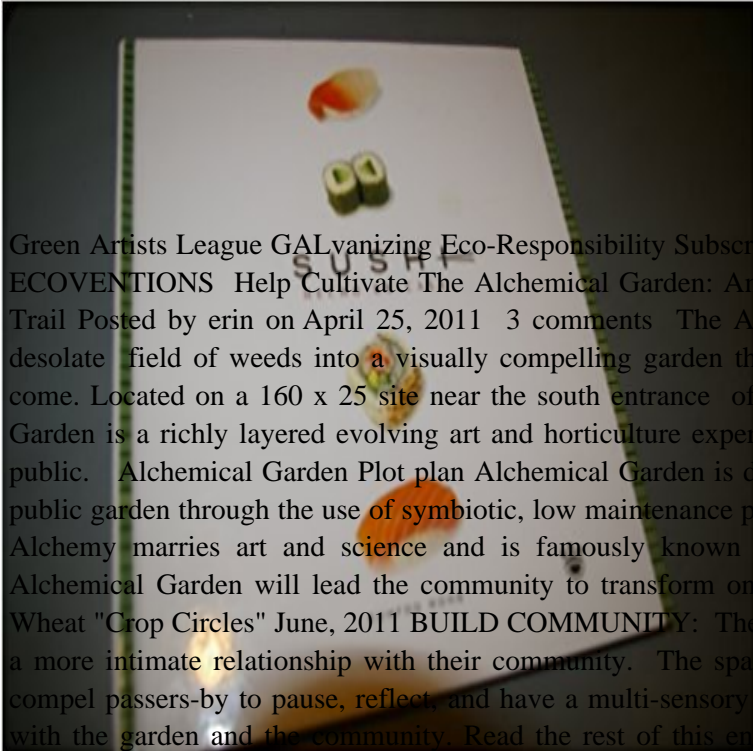 Green Artists League GALvanizing Eco-Responsibility Subscr
ECOVENTIONS Help Cultivate The Alchemical Garden: An
SUSHI
Trail Posted by erin on April 25, 2011 3 comments The A
desolate field of weeds into a visually compelling garden th
come. Located on a 160 x 25 site near the south entrance of
Garden is a richly layered evolving art and horticulture exper
public. Alchemical Garden Plot plan Alchemical Garden is
public garden through the use of symbiotic, low maintenance p
Alchemy marries art and science and is famously known
Alchemical Garden will lead the community to transform on
Wheat "Crop Circles" June, 2011 BUILD COMMUNITY: The
a more intimate relationship with their community. The spa
compel passers-by to pause, reflect, and have a multi-sensory
with the garden and the community. Read the rest of this en